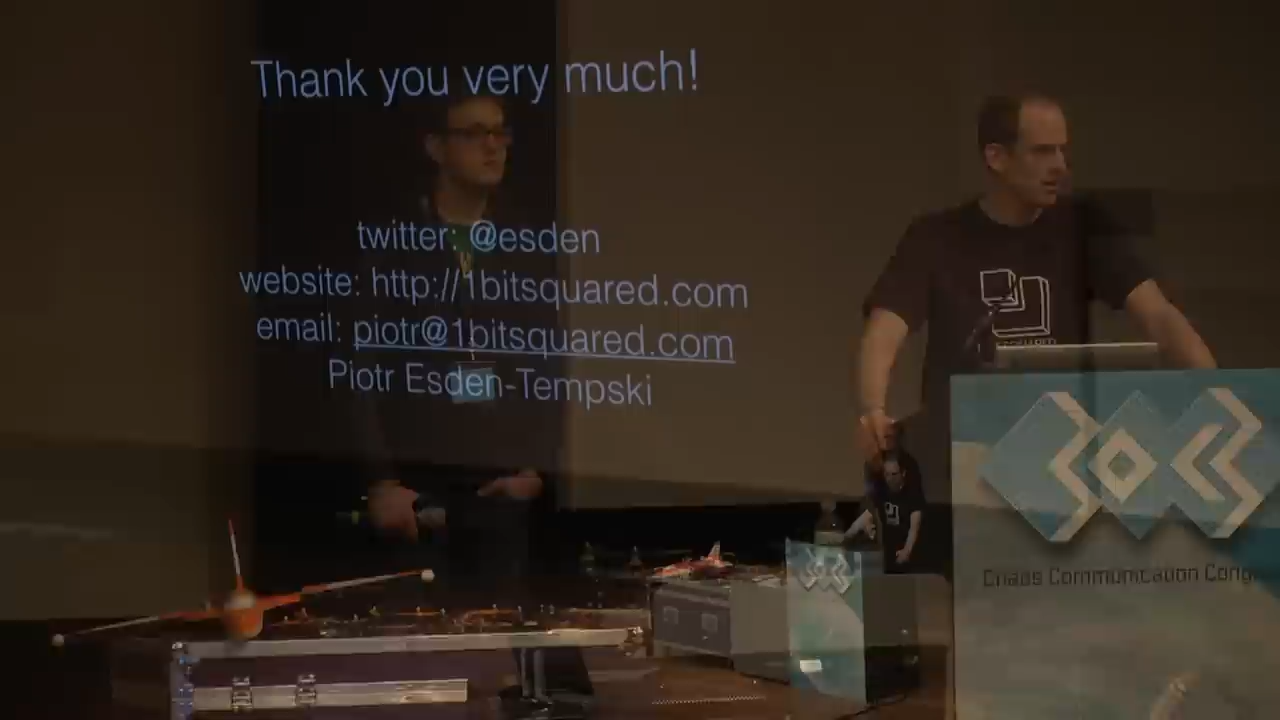 Thank you very much!
twitter: @esden
website: http://1bitsquared.com
email: piotr@1bitsquared.com
Piotr Esden-Tempski
30C3
Chaos Communication Cong